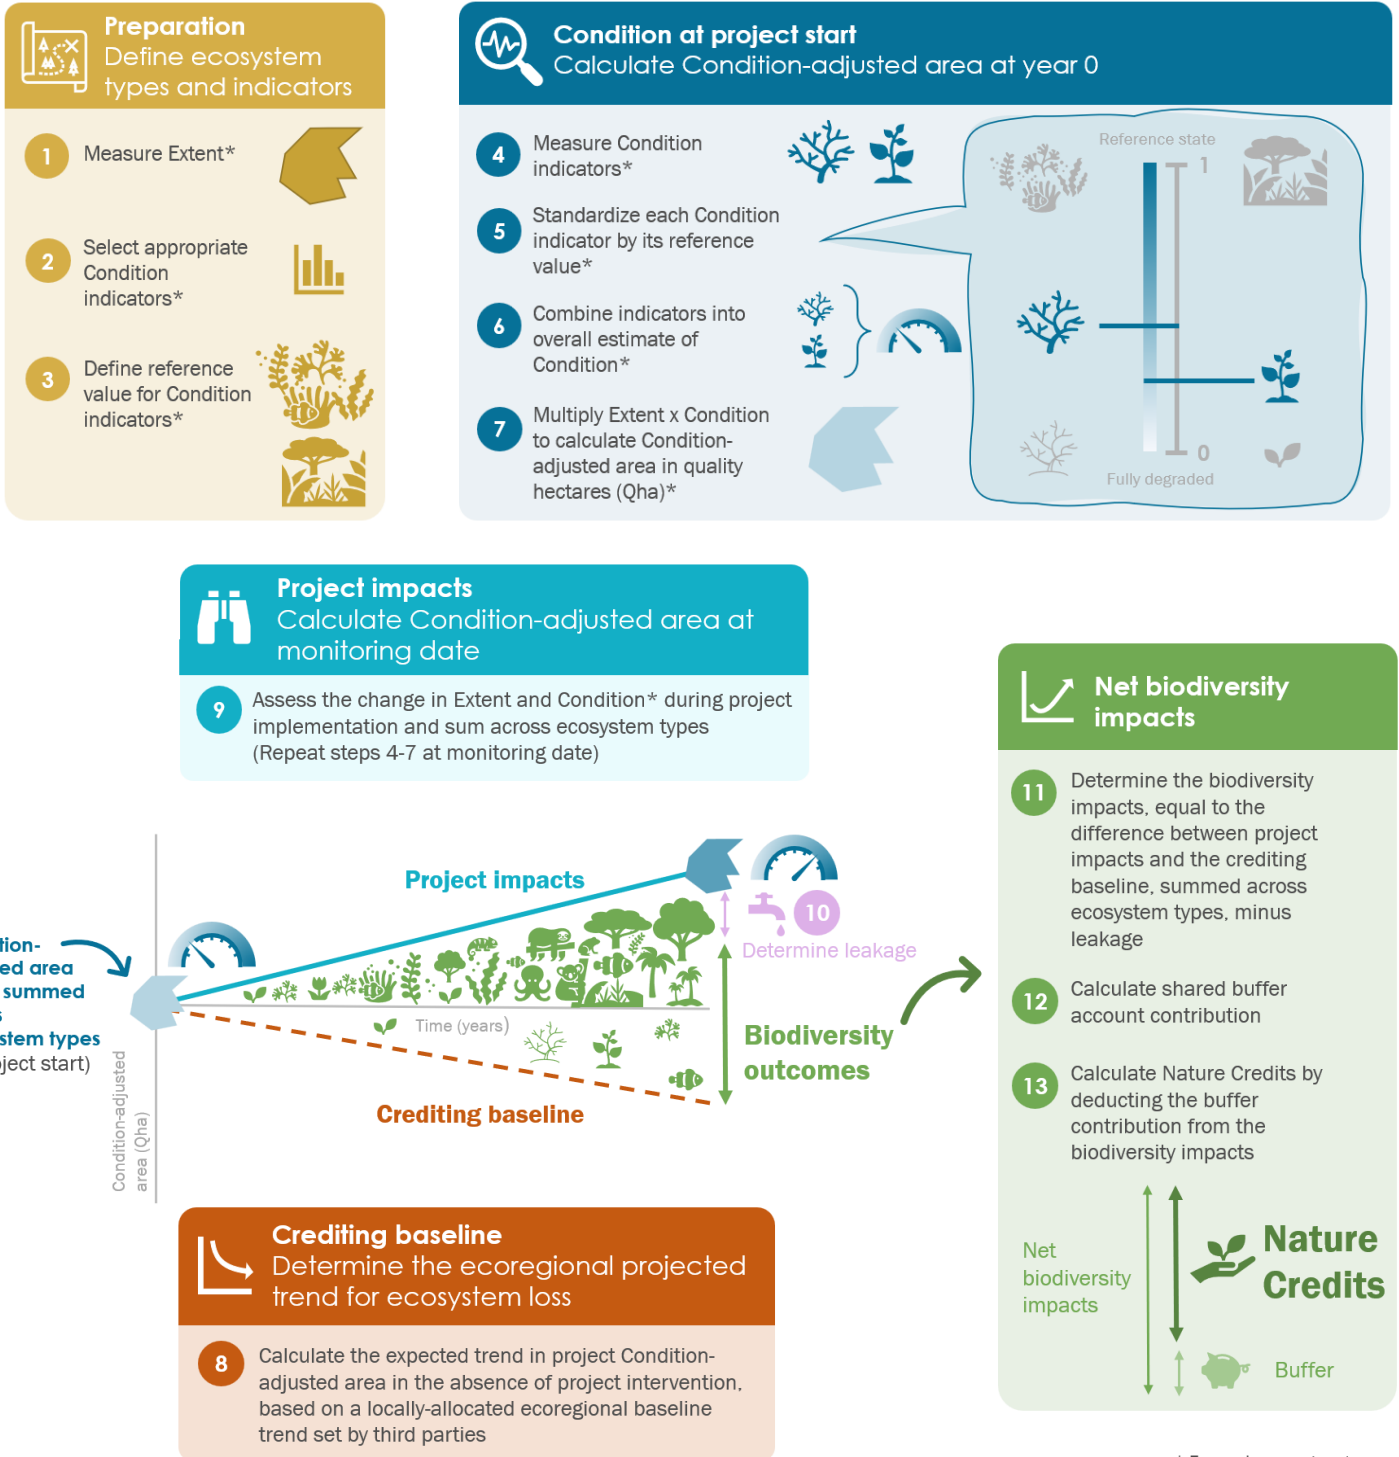 Preparation
Define ecosystem
types and indicators
1 Measure Extent*
2 Select appropriate
Condition
indicators*
3 Define reference
value for Condition
indicators*
Condition at project start
Calculate Condition-adjusted area at year 0
4 Measure Condition
indicators*
5 Standardize each Condition
indicator by its reference
value*
6 Combine indicators into
overall estimate of
Condition*
7 Multiply Extent x Condition
to calculate Condition-
adjusted area in quality
hectares (Qha)*
Reference state
1
0
Fully degraded
Project impacts
Calculate Condition-adjusted area at
monitoring date
9 Assess the change in Extent and Condition* during project
implementation and sum across ecosystem types
(Repeat steps 4-7 at monitoring date)
Project impacts
10
Determine leakage
tion-
ed area
summed
s
stem types
ject start)
Time (years)
Biodiversity
outcomes
Crediting baseline
Condition-adjusted
area (Qha)
Crediting baseline
Determine the ecoregional projected
trend for ecosystem loss
8 Calculate the expected trend in project Condition-
adjusted area in the absence of project intervention,
based on a locally-allocated ecoregional baseline
trend set by third parties
Net biodiversity
impacts
11 Determine the biodiversity
impacts, equal to the
difference between project
impacts and the crediting
baseline, summed across
ecosystem types, minus
leakage
12 Calculate shared buffer
account contribution
13 Calculate Nature Credits by
deducting the buffer
contribution from the
biodiversity impacts
Net
biodiversity
impacts
Nature
Credits
Buffer